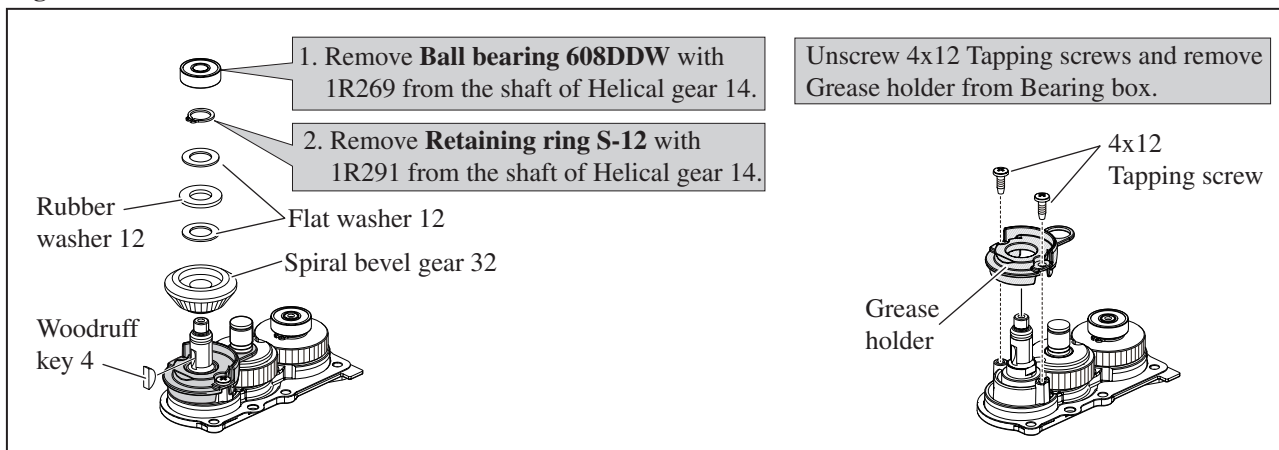 1. Remove Ball bearing 608DDW with
1R269 from the shaft of Helical gear 14.
2. Remove Retaining ring S-12 with
1R291 from the shaft of Helical gear 14.
Rubber
washer 12
Flat washer 12
Spiral bevel gear 32
Woodruff
key 4
Unscrew 4x12 Tapping screws and remove
Grease holder from Bearing box.
4x12
Tapping screw
Grease
holder